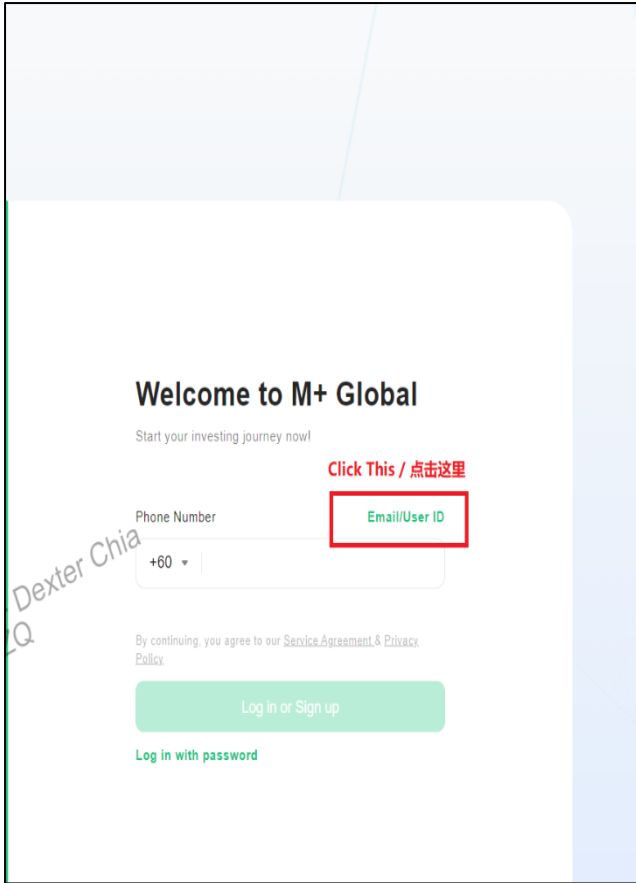 Welcome to M+ Global
Start your investing journey now!
Click This / 点击这里
Phone Number
Email/User ID
Dexter Chia
+60
By continuing, you agree to our Service Agreement & Privacy
Policy
Log in or Sign up
Log in with password